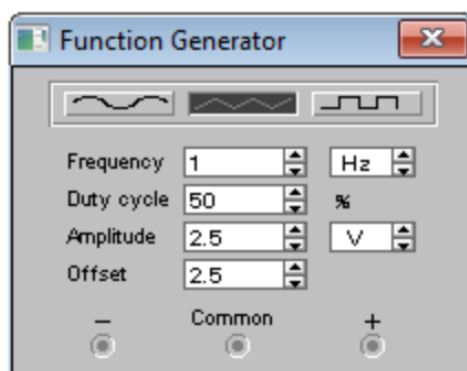 Function Generator
Frequency 1 Hz
Duty cycle 50 %
Amplitude 2.5 V
Offset 2.5
− Common +